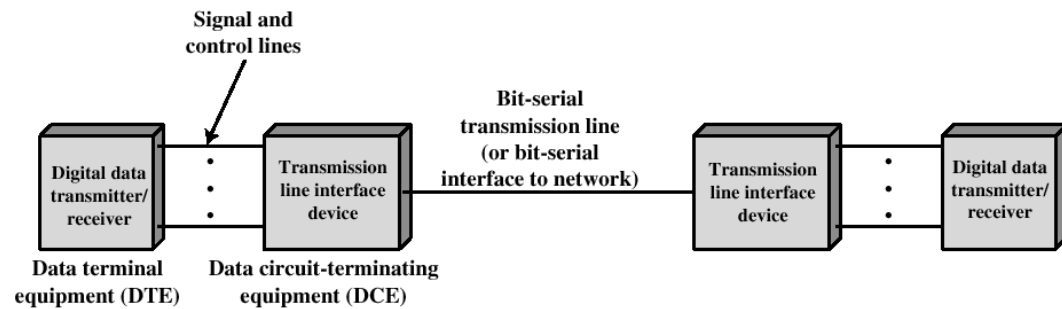 Signal and
control lines
Bit-serial
transmission line
(or bit-serial
interface to network)
Digital data
transmitter/
receiver
Transmission
line interface
device
Transmission
line interface
device
Digital data
transmitter/
receiver
Data terminal
equipment (DTE)
Data circuit-terminating
equipment (DCE)